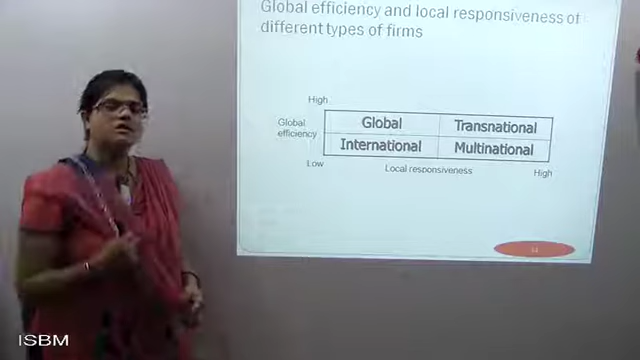 Global efficiency and local responsiveness of
different types of firms
High
Global
efficiency
Global Transnational
International Multinational
Low
Local responsiveness
High
ISBM